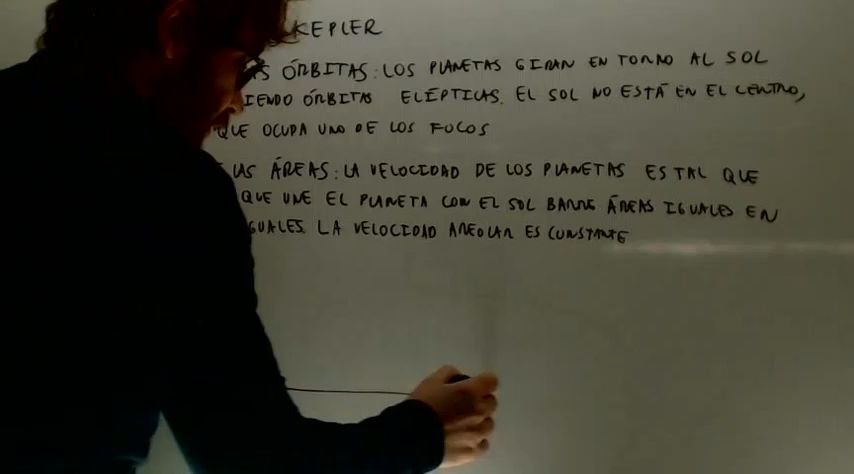 KEPLER
ÓRBITAS: LOS PLANETAS GIRAN EN TORNO AL SOL
ÓRBITAS ELÍPTICAS. EL SOL NO ESTÁ EN EL CENTRO,
QUE OCUPA UNO DE LOS FOCOS
LAS ÁREAS: LA VELOCIDAD DE LOS PLANETAS ES TAL QUE
QUE UNE EL PLANETA CON EL SOL BARRE ÁREAS IGUALES EN
LA VELOCIDAD AREOLAR ES CONSTANTE